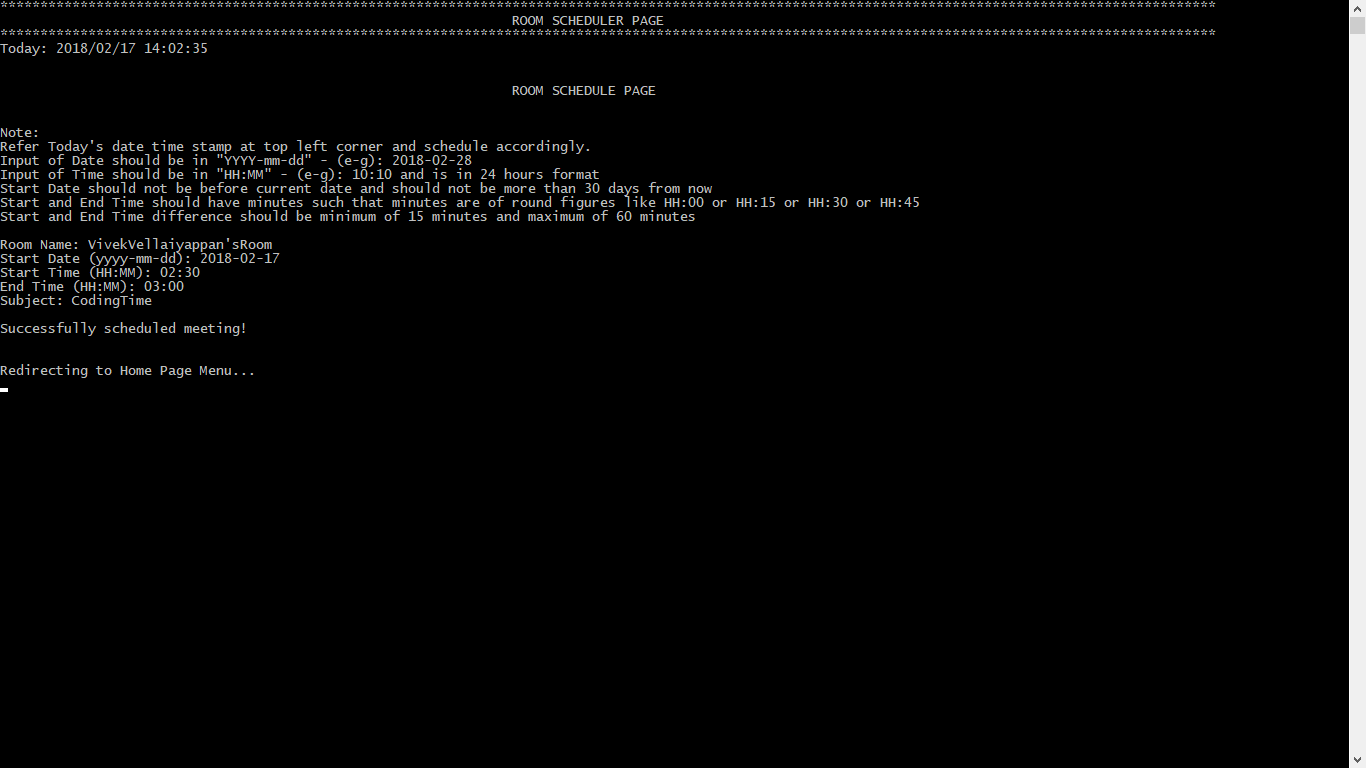 ********************************************************************************************************************************************************
ROOM SCHEDULER PAGE
********************************************************************************************************************************************************
Today: 2018/02/17 14:02:35
ROOM SCHEDULE PAGE
Note:
Refer Today's date time stamp at top left corner and schedule accordingly.
Input of Date should be in "YYYY-mm-dd" - (e-g): 2018-02-28
Input of Time should be in "HH:MM" - (e-g): 10:10 and is in 24 hours format
Start Date should not be before current date and should not be more than 30 days from now
Start and End Time should have minutes such that minutes are of round figures like HH:00 or HH:15 or HH:30 or HH:45
Start and End Time difference should be minimum of 15 minutes and maximum of 60 minutes
Room Name: VivekVellaiyappan'sRoom
Start Date (yyyy-mm-dd): 2018-02-17
Start Time (HH:MM): 02:30
End Time (HH:MM): 03:00
Subject: CodingTime
Successfully scheduled meeting!
Redirecting to Home Page Menu...